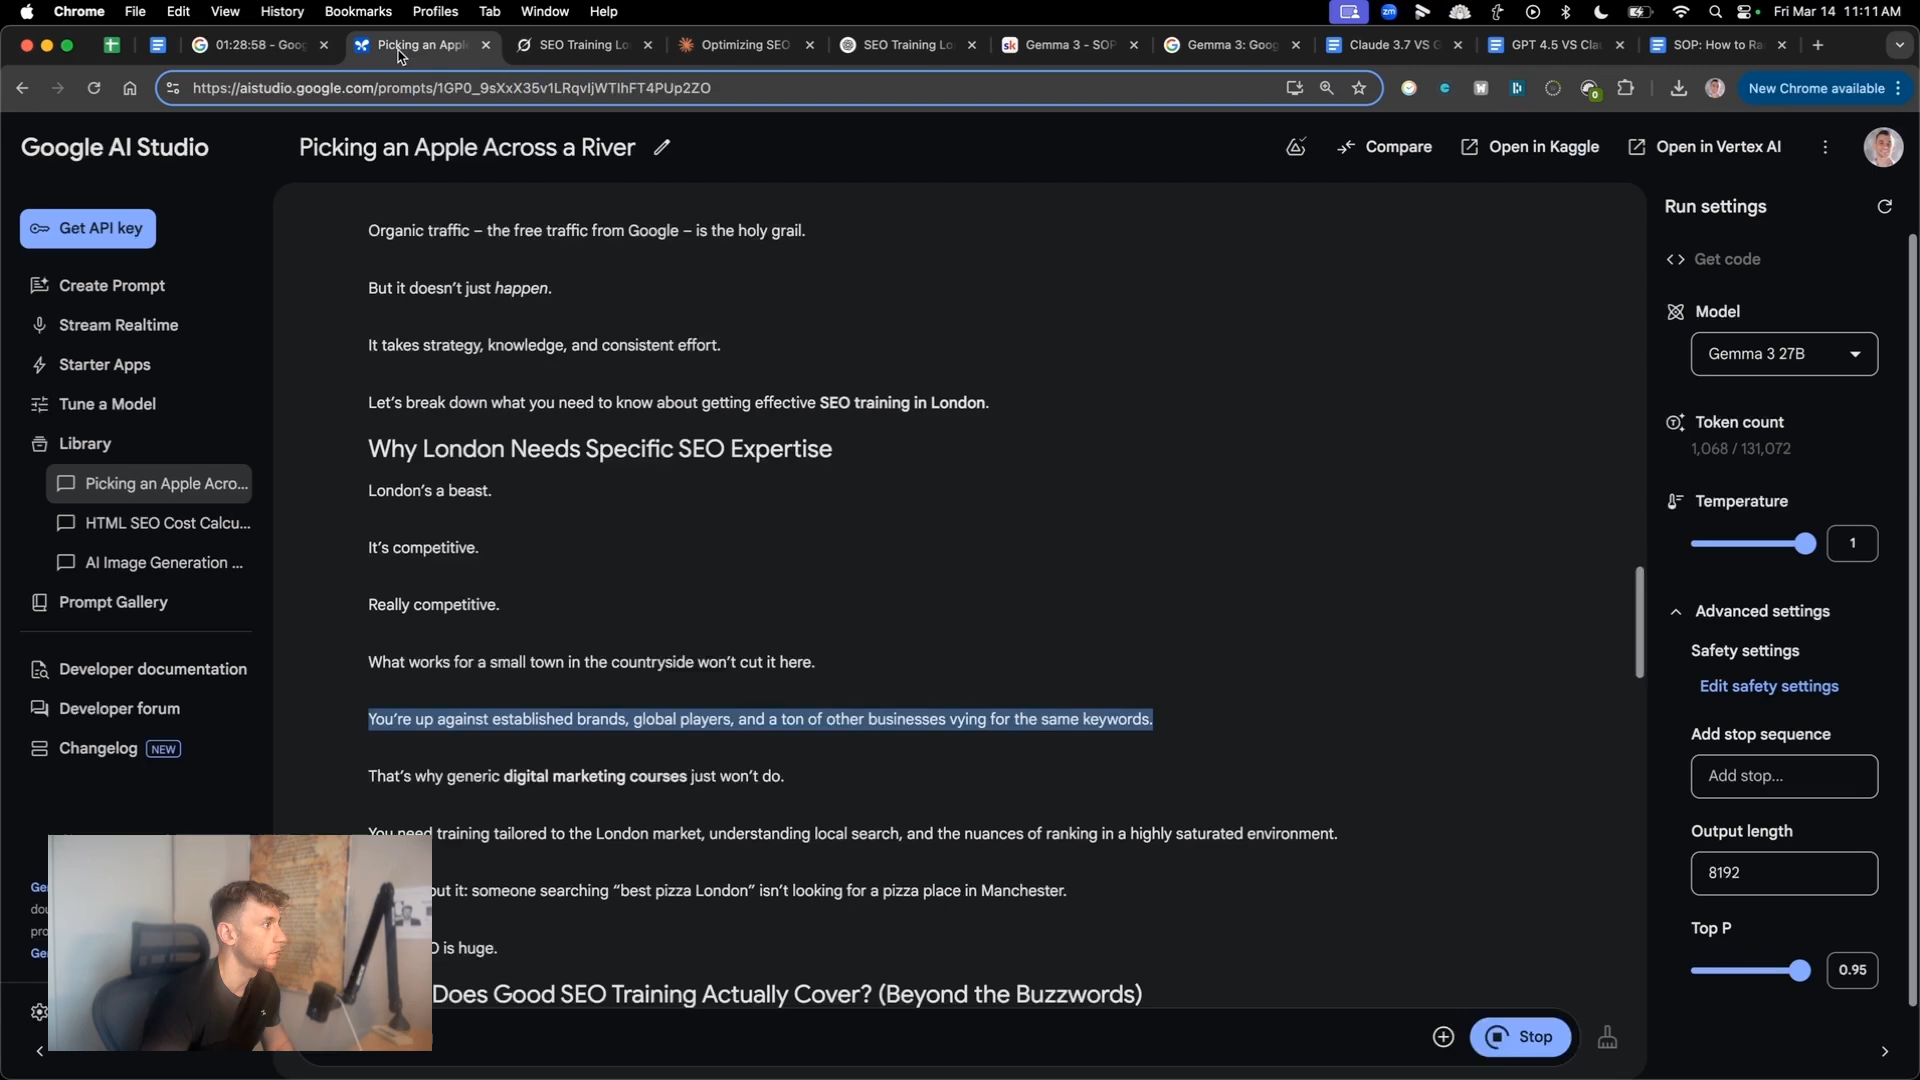 Chrome File Edit View History Bookmarks Profiles Tab Window Help
zm Fri Mar 14 11:11 AM
01:28:58 - Goog
Picking an Apple
SEO Training Lo
Optimizing SEO
SEO Training Lo
sk Gemma 3 - SOP
Gemma 3: Goog
Claude 3.7 VS G
GPT 4.5 VS Cla
SOP: How to Ra
https://aistudio.google.com/prompts/1GP0_9sXxX35v1LRqvIjWTIhFT4PUp2ZO
New Chrome available
Google AI Studio
Picking an Apple Across a River
Compare
Open in Kaggle
Open in Vertex AI
Get API key
Create Prompt
Stream Realtime
Starter Apps
Tune a Model
Library
Picking an Apple Acro...
HTML SEO Cost Calcu...
AI Image Generation ...
Prompt Gallery
Developer documentation
Developer forum
Changelog NEW
Organic traffic – the free traffic from Google – is the holy grail.
But it doesn’t just happen.
It takes strategy, knowledge, and consistent effort.
Let’s break down what you need to know about getting effective SEO training in London.
Why London Needs Specific SEO Expertise
London’s a beast.
It’s competitive.
Really competitive.
What works for a small town in the countryside won’t cut it here.
You’re up against established brands, global players, and a ton of other businesses vying for the same keywords.
That’s why generic digital marketing courses just won’t do.
You need training tailored to the London market, understanding local search, and the nuances of ranking in a highly saturated environment.
out it: someone searching “best pizza London” isn’t looking for a pizza place in Manchester.
O is huge.
Does Good SEO Training Actually Cover? (Beyond the Buzzwords)
Stop
Run settings
Get code
Model
Gemma 3 27B
Token count
1,068 / 131,072
Temperature
1
Advanced settings
Safety settings
Edit safety settings
Add stop sequence
Add stop...
Output length
8192
Top P
0.95